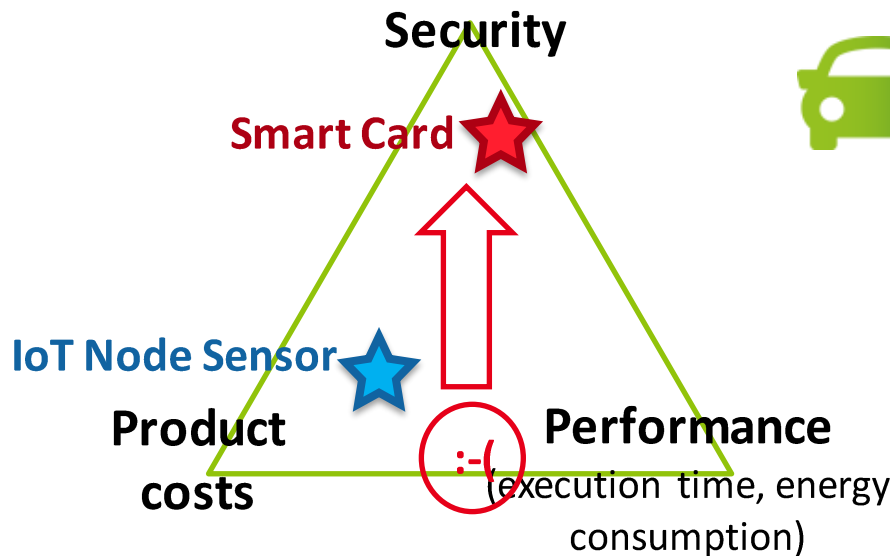 Security
Smart Card
IoT Node Sensor
Product
costs
:-(
Performance
(execution time, energy
consumption)